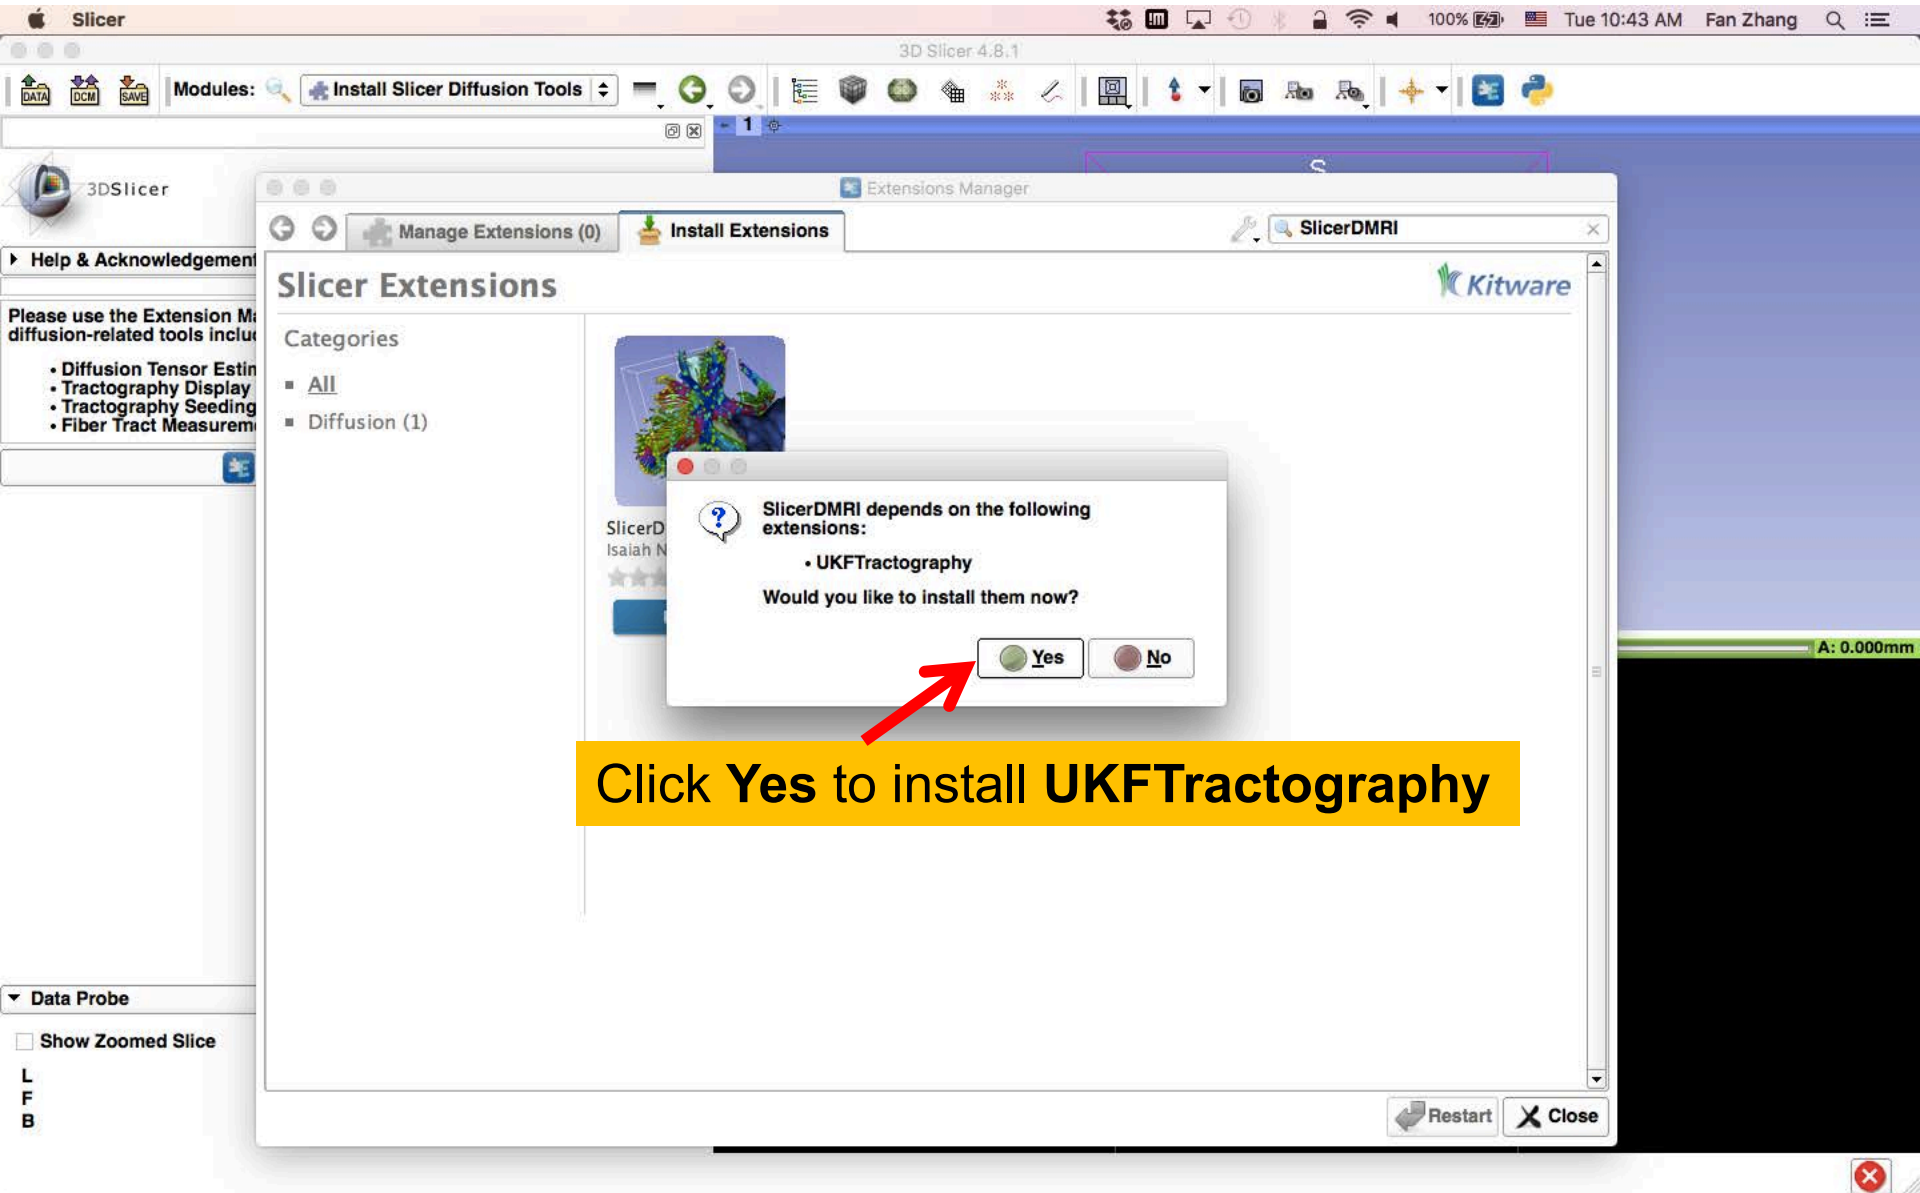 Slicer
100%
Tue 10:43 AM
Fan Zhang
3D Slicer 4.8.1
DATA
DCM
SAVE
Modules:
Install Slicer Diffusion Tools
1
S
3DSlicer
Extensions Manager
Manage Extensions (0)
Install Extensions
SlicerDMRI
Help & Acknowledgement
Slicer Extensions
Kitware
Please use the Extension
diffusion-related tools
Categories
• Diffusion Tensor
• Tractography Display
• Tractography Seeding
• Fiber Tract
All
Diffusion (1)
SlicerDMRI depends on the following
extensions:
• UKFTractography
Would you like to install them now?
SlicerD
Isaiah N
Yes
No
A: 0.000mm
Click Yes to install UKFTractography
Data Probe
Show Zoomed Slice
L
F
B
Restart
Close